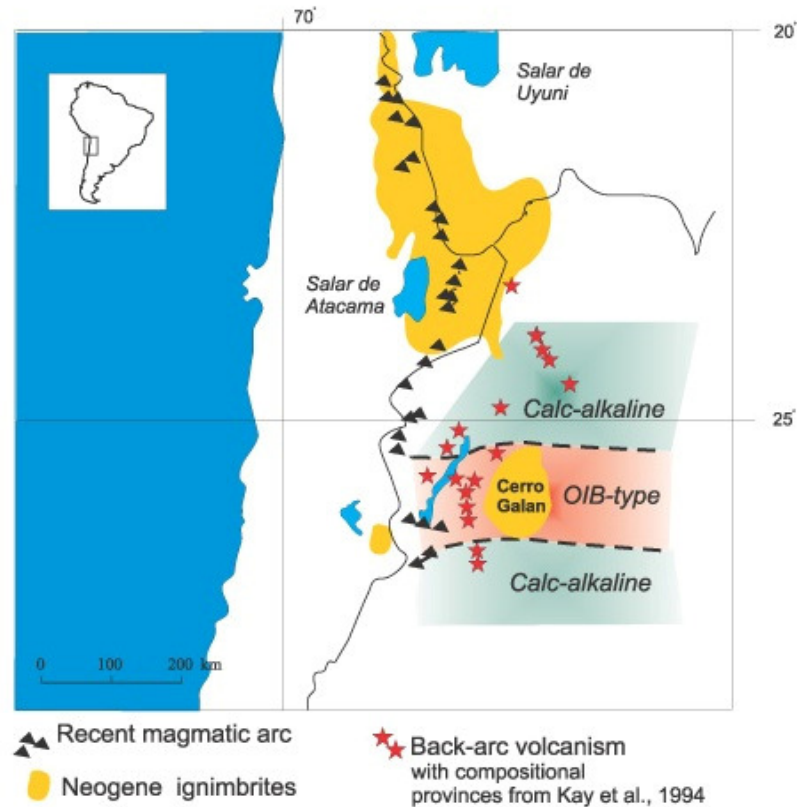 70°
20°
Salar de
Uyuni
Salar de
Atacama
Calc-alkaline
25°
Cerro
Galan
OIB-type
Calc-alkaline
0 100 200 km
Recent magmatic arc
Neogene ignimbrites
Back-arc volcanism
with compositional
provinces from Kay et al., 1994